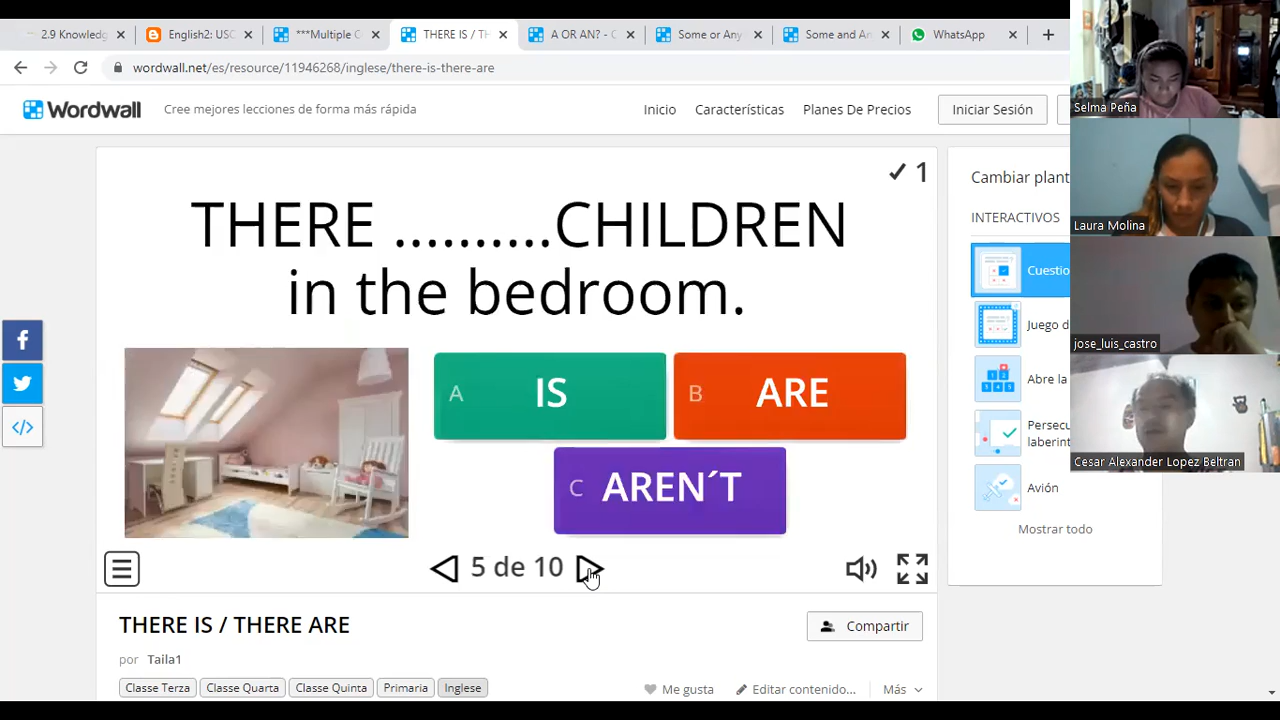 2.9 Knowledg
English2: USC
***Multiple C
THERE IS / TH
A OR AN? - C
Some or Any
Some and An
WhatsApp
wordwall.net/es/resource/11946268/inglese/there-is-there-are
Wordwall
Cree mejores lecciones de forma más rápida
Inicio
Características
Planes De Precios
Iniciar Sesión
✓ 1
THERE ..........CHILDREN
in the bedroom.
A IS
B ARE
C AREN´T
5 de 10
THERE IS / THERE ARE
Compartir
por Taila1
Classe Terza
Classe Quarta
Classe Quinta
Primaria
Inglese
Me gusta
Editar contenido...
Más
Cambiar plant
INTERACTIVOS
Cuestio
Juego d
Abre la
Persecu
laberint
Avión
Mostrar todo
Selma Peña
Laura Molina
jose_luis_castro
Cesar Alexander Lopez Beltran